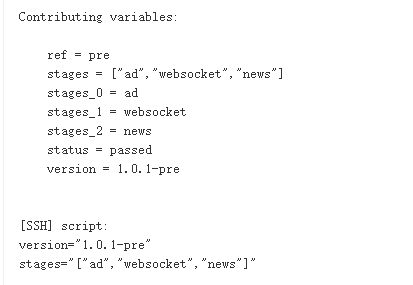 Contributing variables:
ref = pre
stages = ["ad","websocket","news"]
stages_0 = ad
stages_1 = websocket
stages_2 = news
status = passed
version = 1.0.1-pre
[SSH] script:
version="1.0.1-pre"
stages="["ad","websocket","news"]"